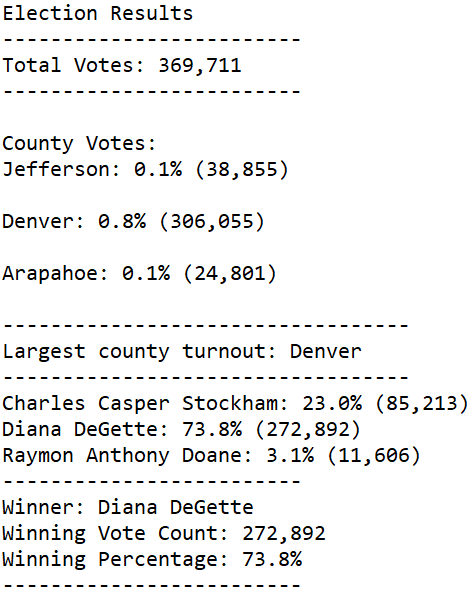 Election Results
-------------------------
Total Votes: 369,711
-------------------------
County Votes:
Jefferson: 0.1% (38,855)
Denver: 0.8% (306,055)
Arapahoe: 0.1% (24,801)
----------------------------------
Largest county turnout: Denver
----------------------------------
Charles Casper Stockham: 23.0% (85,213)
Diana DeGette: 73.8% (272,892)
Raymon Anthony Doane: 3.1% (11,606)
-------------------------
Winner: Diana DeGette
Winning Vote Count: 272,892
Winning Percentage: 73.8%
-------------------------